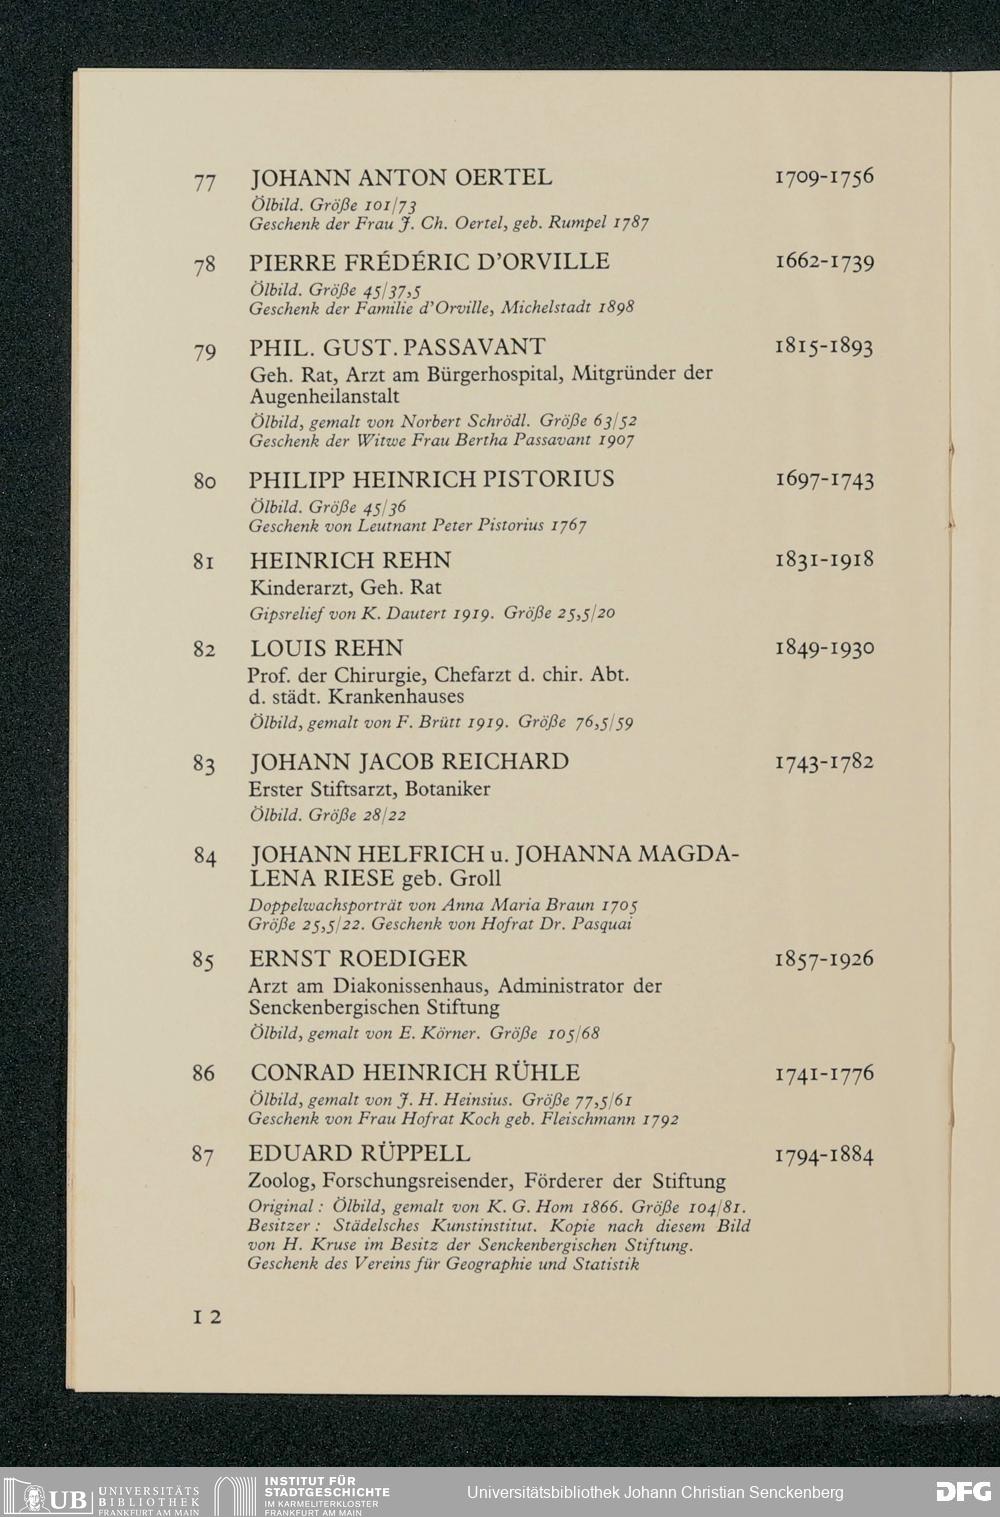 77 JOHANN ANTON OERTEL 1709-1756
Ölbild. Größe 101/73
Geschenk der Frau J. Ch. Oertel, geb. Rumpel 1787
78 PIERRE FRÉDÉRIC D'ORVILLE 1662-1739
Ölbild. Größe 45/37,5
Geschenk der Familie d'Orville, Michelstadt 1898
79 PHIL. GUST. PASSAVANT 1815-1893
Geh. Rat, Arzt am Bürgerhospital, Mitgründer der
Augenheilanstalt
Ölbild, gemalt von Norbert Schrödl. Größe 63/52
Geschenk der Witwe Frau Bertha Passavant 1907
80 PHILIPP HEINRICH PISTORIUS 1697-1743
Ölbild. Größe 45/36
Geschenk von Leutnant Peter Pistorius 1767
81 HEINRICH REHN 1831-1918
Kinderarzt, Geh. Rat
Gipsrelief von K. Dautert 1919. Größe 25,5/20
82 LOUIS REHN 1849-1930
Prof. der Chirurgie, Chefarzt d. chir. Abt.
d. städt. Krankenhauses
Ölbild, gemalt von F. Brütt 1919. Größe 76,5/59
83 JOHANN JACOB REICHARD 1743-1782
Erster Stiftsarzt, Botaniker
Ölbild. Größe 28/22
84 JOHANN HELFRICH u. JOHANNA MAGDA-
LENA RIESE geb. Groll
Doppelwachsporträt von Anna Maria Braun 1705
Größe 25,5/22. Geschenk von Hofrat Dr. Pasquai
85 ERNST ROEDIGER 1857-1926
Arzt am Diakonissenhaus, Administrator der
Senckenbergischen Stiftung
Ölbild, gemalt von E. Körner. Größe 105/68
86 CONRAD HEINRICH RÜHLE 1741-1776
Ölbild, gemalt von J. H. Heinsius. Größe 77,5/61
Geschenk von Frau Hofrat Koch geb. Fleischmann 1792
87 EDUARD RÜPPELL 1794-1884
Zoolog, Forschungsreisender, Förderer der Stiftung
Original: Ölbild, gemalt von K. G. Hom 1866. Größe 104/81.
Besitzer: Städelsches Kunstinstitut. Kopie nach diesem Bild
von H. Kruse im Besitz der Senckenbergischen Stiftung.
Geschenk des Vereins für Geographie und Statistik
12
UB UNIVERSITÄTS
BIBLIOTHEK
FRANKFURT AM MAIN
INSTITUT FÜR
STADTGESCHICHTE
IM KARMELITERKLOSTER
FRANKFURT AM MAIN
Universitätsbibliothek Johann Christian Senckenberg
DFG